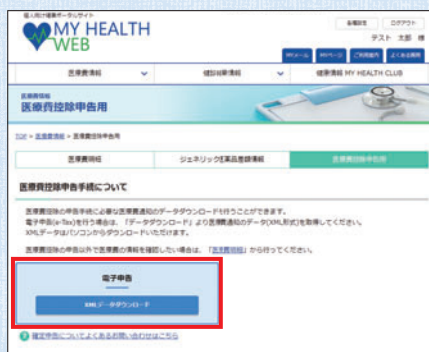 個人向け健康ポータルサイト
MY HEALTH WEB
各種設定 ログアウト
テスト 太郎 様
MYメール MYページ ご利用案内 よくある質問
医療費情報
健診結果情報
健康情報 MY HEALTH CLUB
医療費情報
医療費控除申告用
TOP > 医療費情報 > 医療費控除申告用
医療費明細
ジェネリック医薬品差額情報
医療費控除申告用
医療費控除申告手続について
医療費控除の申告手続に必要な医療費通知のデータダウンロードを行うことができます。
電子申告(e-Tax)を行う場合は、「データダウンロード」より医療費通知のデータ(XML形式)を取得してください。
XMLデータはパソコンからダウンロードいただけます。
医療費控除の申告以外で医療費の情報を確認したい場合は、「医療費明細」から行ってください。
電子申告
XMLデータダウンロード
確定申告についてよくあるお問い合わせはこちら